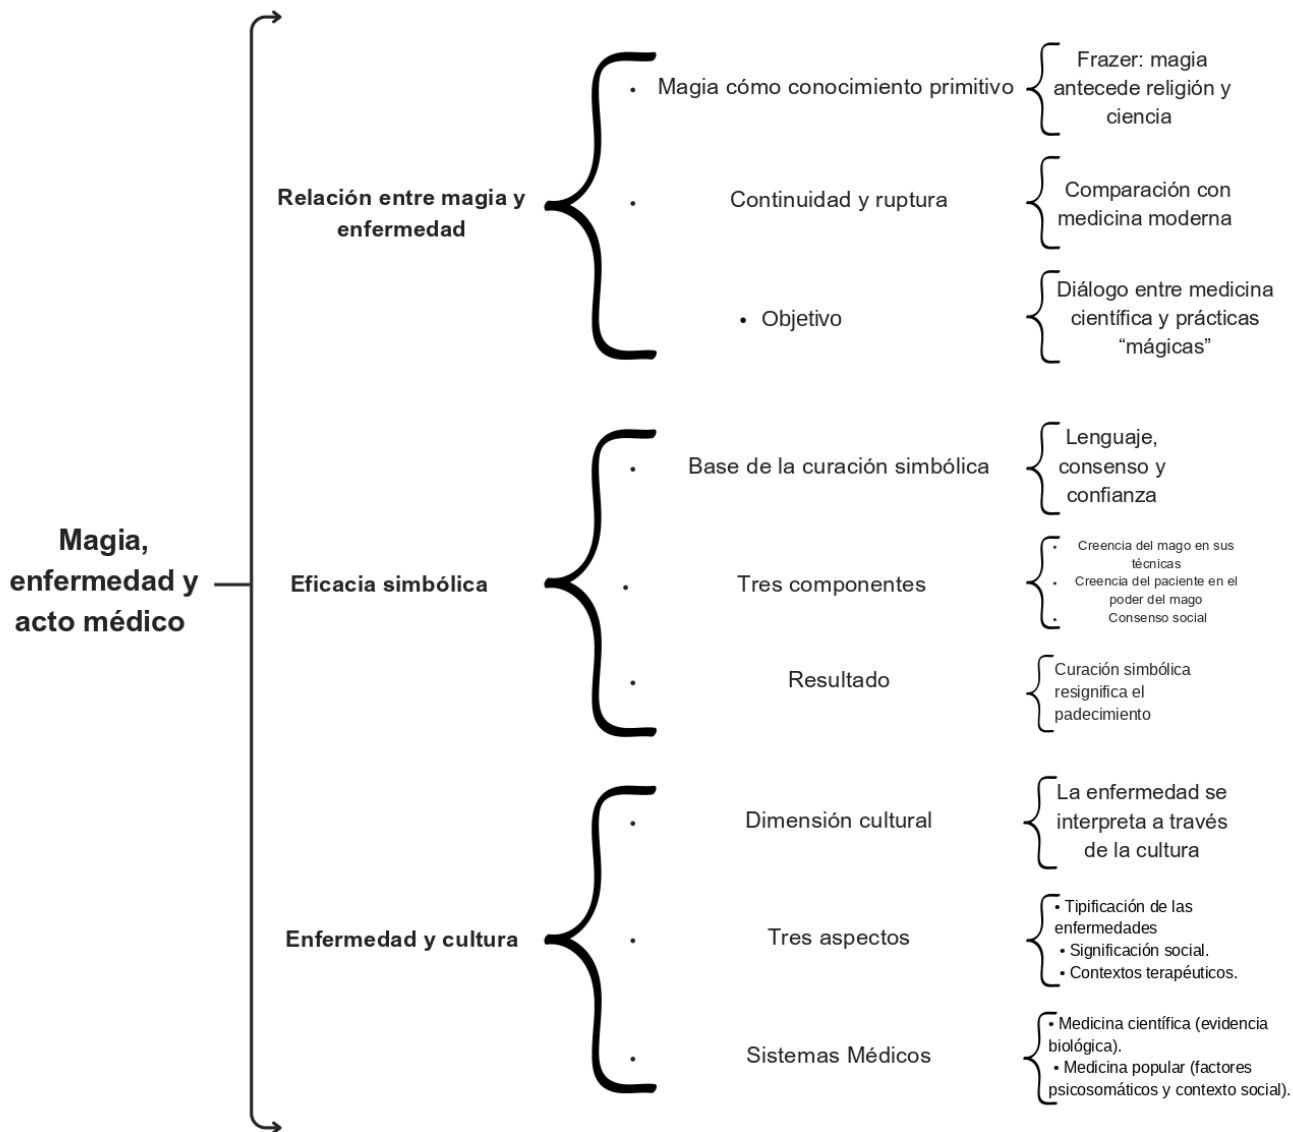 Magia,
enfermedad y
acto médico
Relación entre magia y
enfermedad
• Magia cómo conocimiento primitivo
Frazer: magia
antecede religión y
ciencia
• Continuidad y ruptura
Comparación con
medicina moderna
• Objetivo
Diálogo entre medicina
científica y prácticas
“mágicas”
Eficacia simbólica
• Base de la curación simbólica
Lenguaje,
consenso y
confianza
• Tres componentes
• Creencia del mago en sus
técnicas
• Creencia del paciente en el
poder del mago
• Consenso social
• Resultado
Curación simbólica
resignifica el
padecimiento
Enfermedad y cultura
• Dimensión cultural
La enfermedad se
interpreta a través
de la cultura
• Tres aspectos
• Tipificación de las
enfermedades
• Significación social.
• Contextos terapéuticos.
• Sistemas Médicos
• Medicina científica (evidencia
biológica).
• Medicina popular (factores
psicosomáticos y contexto social).